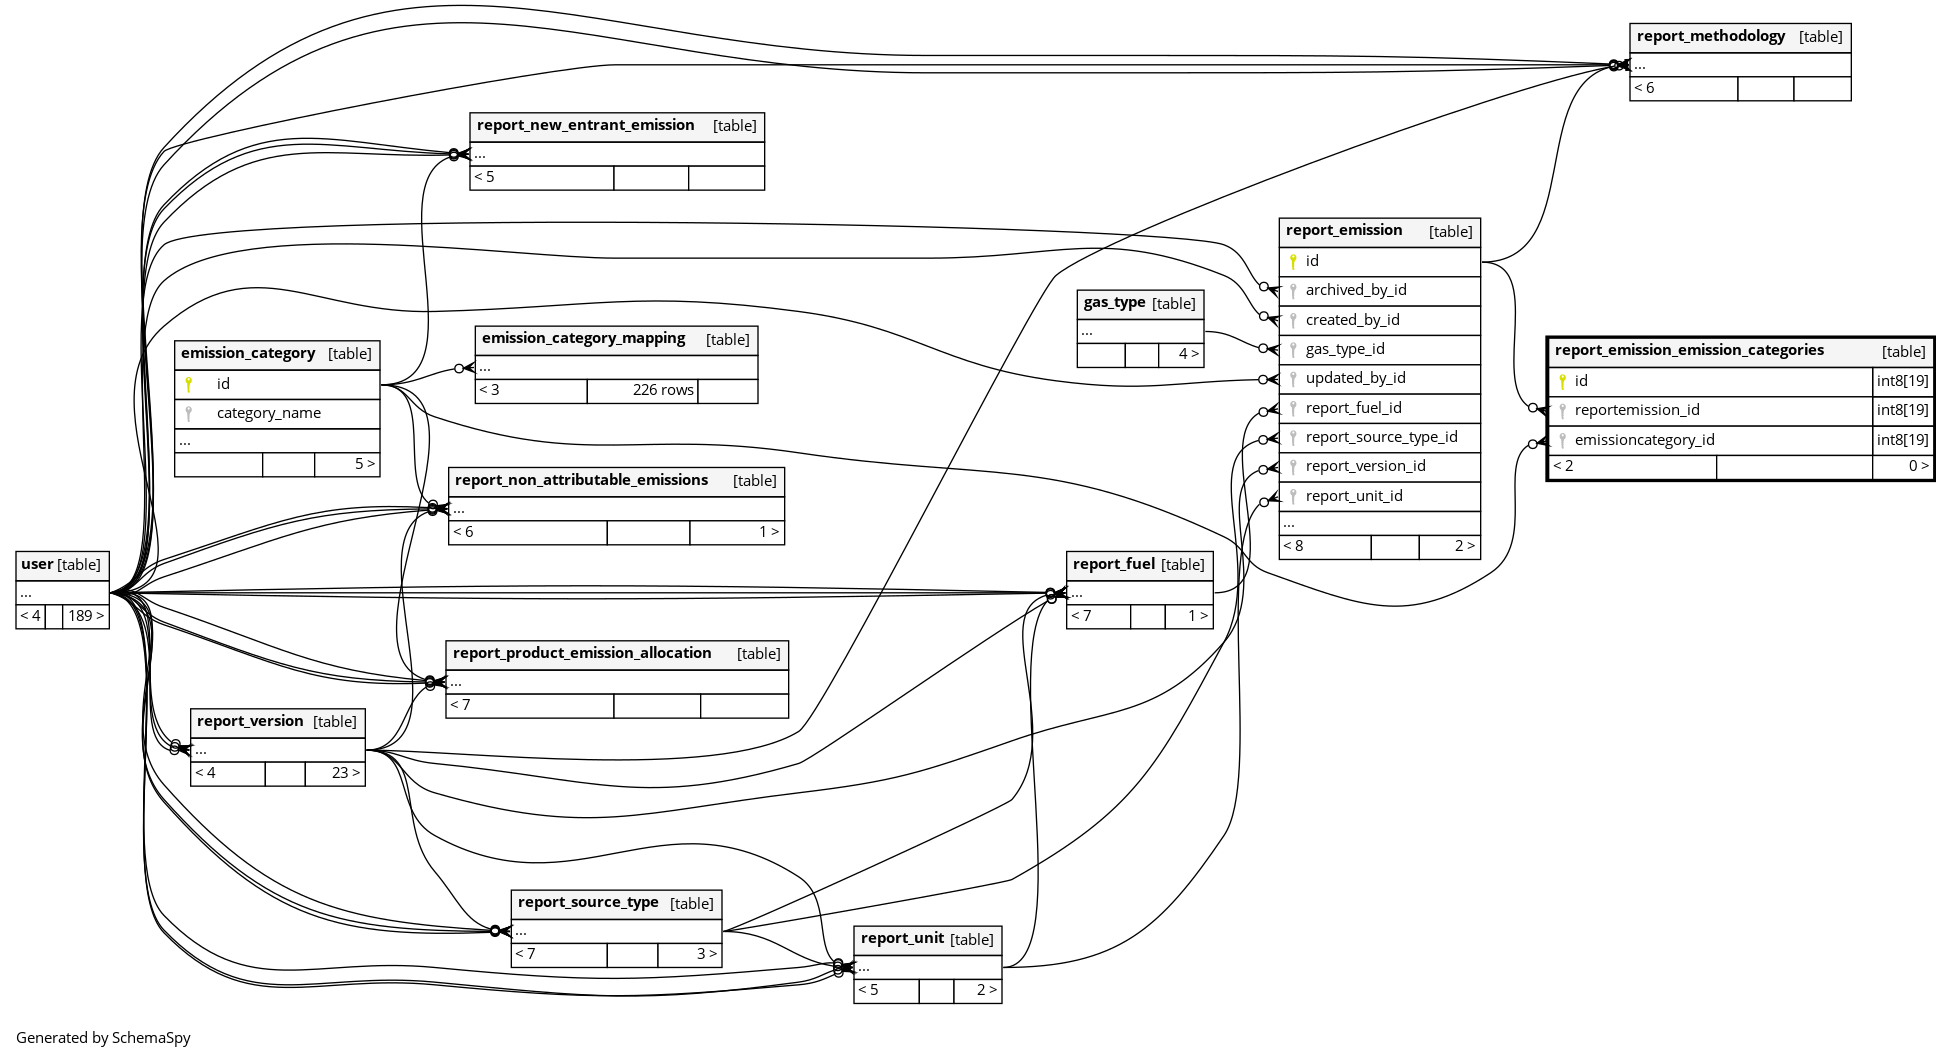 report_methodology [table]
...
< 6
report_new_entrant_emission [table]
...
< 5
report_emission [table]
id
archived_by_id
created_by_id
gas_type_id
updated_by_id
report_fuel_id
report_source_type_id
report_version_id
report_unit_id
...
< 8 2 >
gas_type [table]
...
4 >
emission_category_mapping [table]
...
< 3 226 rows
emission_category [table]
id
category_name
...
5 >
report_emission_emission_categories [table]
id int8[19]
reportemission_id int8[19]
emissioncategory_id int8[19]
< 2 0 >
report_non_attributable_emissions [table]
...
< 6 1 >
user [table]
...
< 4 189 >
report_fuel [table]
...
< 7 1 >
report_product_emission_allocation [table]
...
< 7
report_version [table]
...
< 4 23 >
report_source_type [table]
...
< 7 3 >
report_unit [table]
...
< 5 2 >
Generated by SchemaSpy